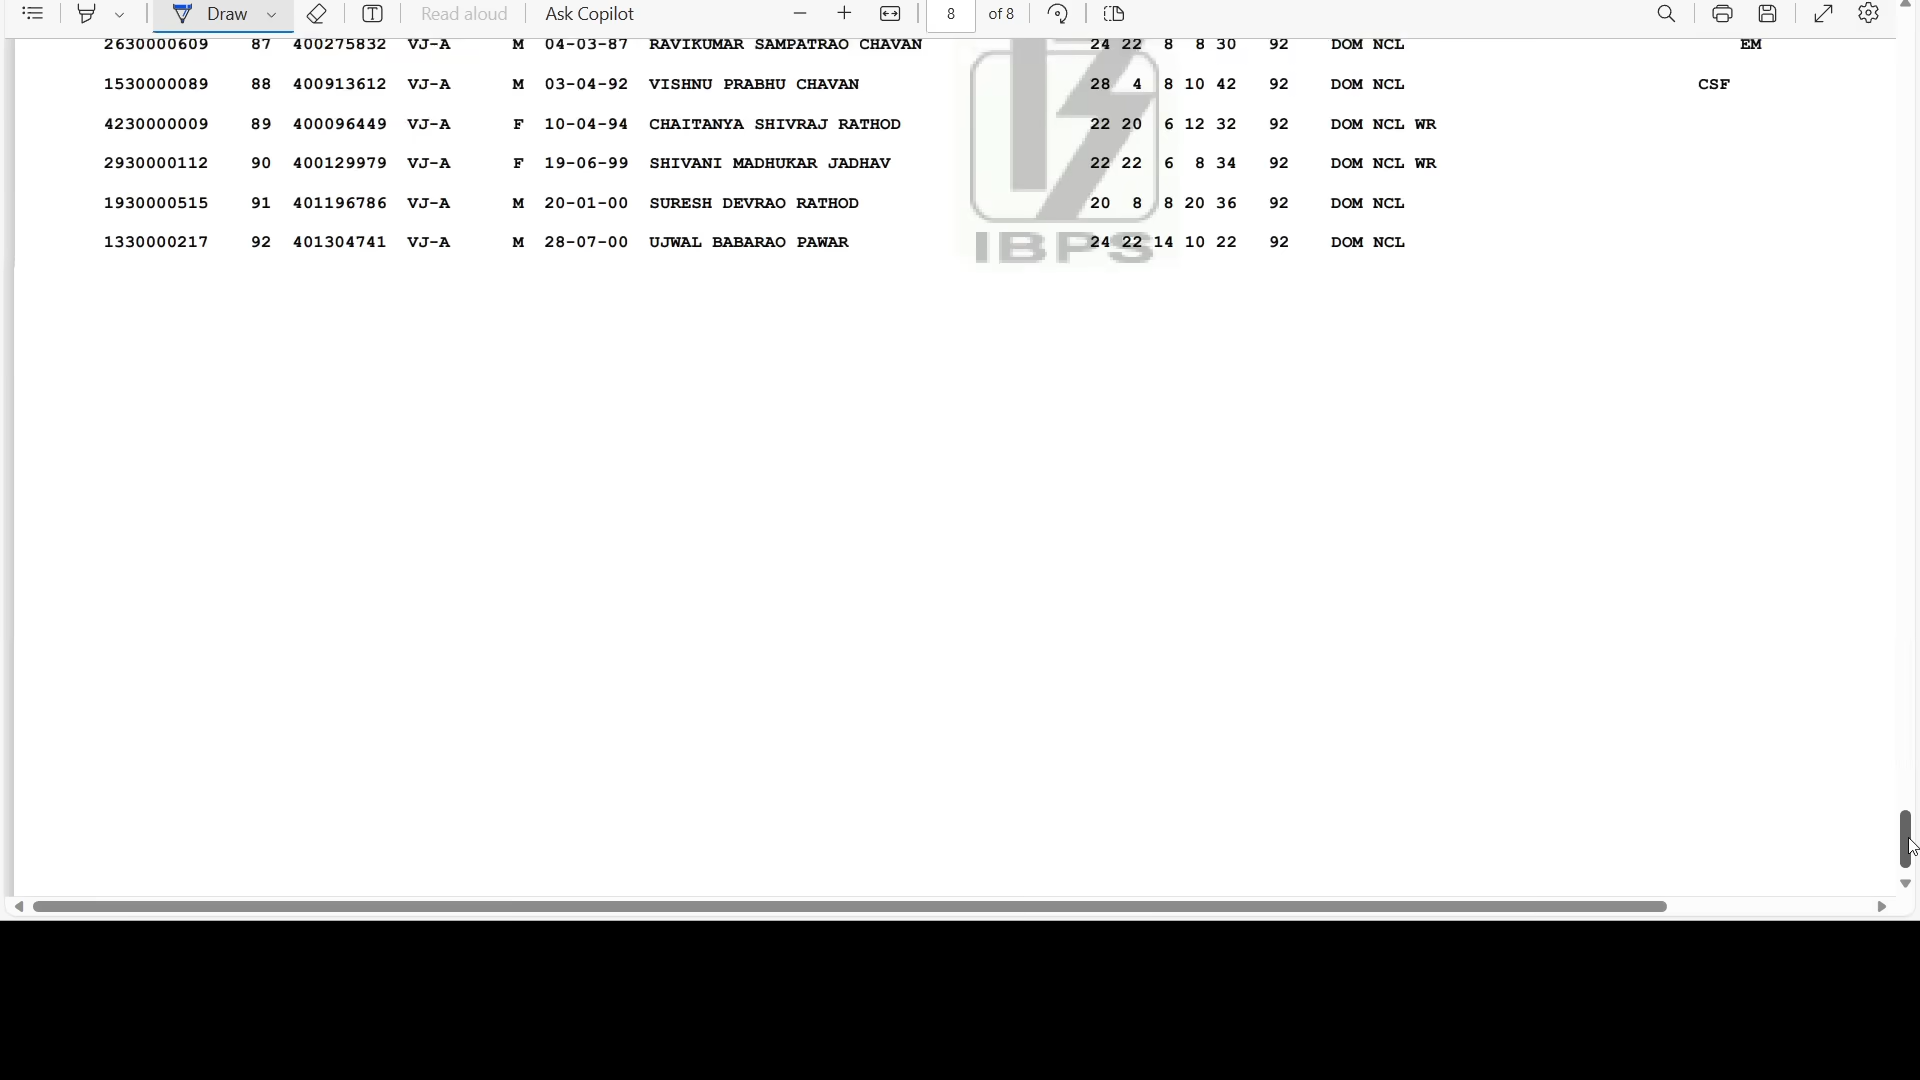 Draw Read aloud Ask Copilot 8 of 8
2630000609 87 400275832 VJ-A M 04-03-87 RAVIKUMAR SAMPATRAO CHAVAN 24 22 8 8 30 92 DOM NCL EM
1530000089 88 400913612 VJ-A M 03-04-92 VISHNU PRABHU CHAVAN 28 4 8 10 42 92 DOM NCL CSF
4230000009 89 400096449 VJ-A F 10-04-94 CHAITANYA SHIVRAJ RATHOD 22 20 6 12 32 92 DOM NCL WR
2930000112 90 400129979 VJ-A F 19-06-99 SHIVANI MADHUKAR JADHAV 22 22 6 8 34 92 DOM NCL WR
1930000515 91 401196786 VJ-A M 20-01-00 SURESH DEVRAO RATHOD 20 8 8 20 36 92 DOM NCL
1330000217 92 401304741 VJ-A M 28-07-00 UJWAL BABARAO PAWAR 24 22 14 10 22 92 DOM NCL
IBPS